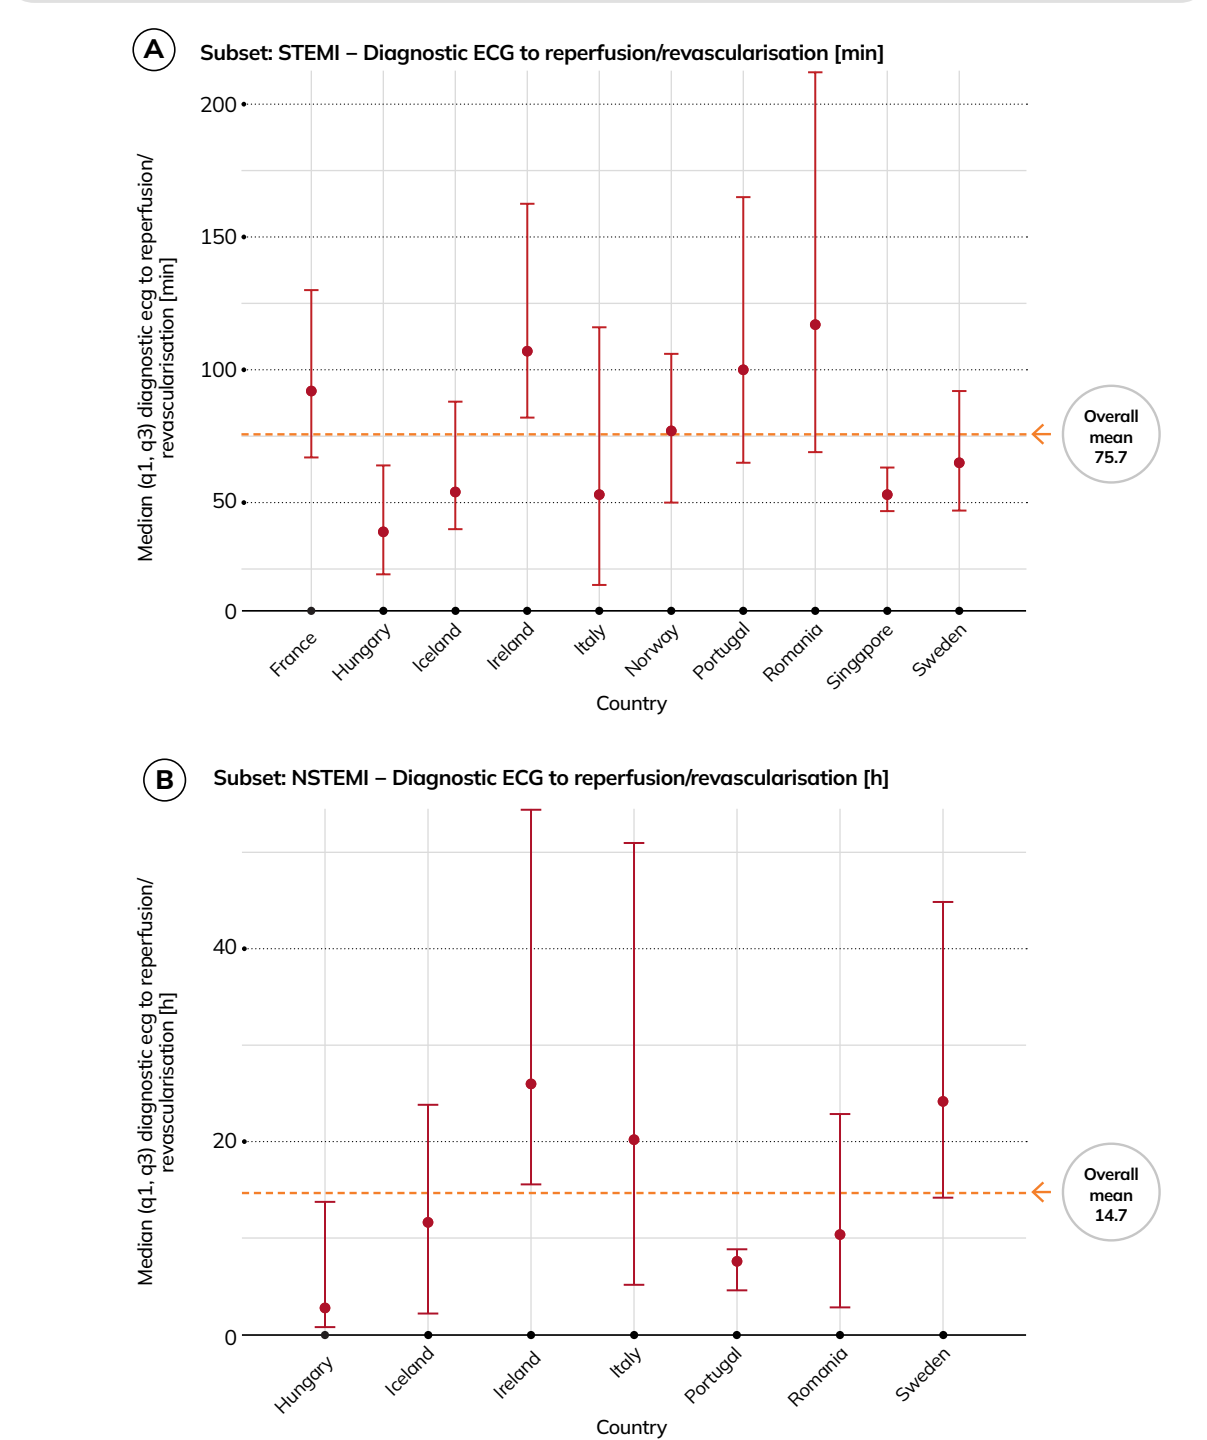 A
Subset: STEMI – Diagnostic ECG to reperfusion/revascularisation [min]
Median (q1, q3) diagnostic ecg to reperfusion/
revascularisation [min]
200
150
100
50
0
Overall
mean
75.7
France
Hungary
Iceland
Ireland
Italy
Norway
Portugal
Romania
Singapore
Sweden
Country
B
Subset: NSTEMI – Diagnostic ECG to reperfusion/revascularisation [h]
Median (q1, q3) diagnostic ecg to reperfusion/
revascularisation [h]
40
20
0
Overall
mean
14.7
Hungary
Iceland
Ireland
Italy
Portugal
Romania
Sweden
Country